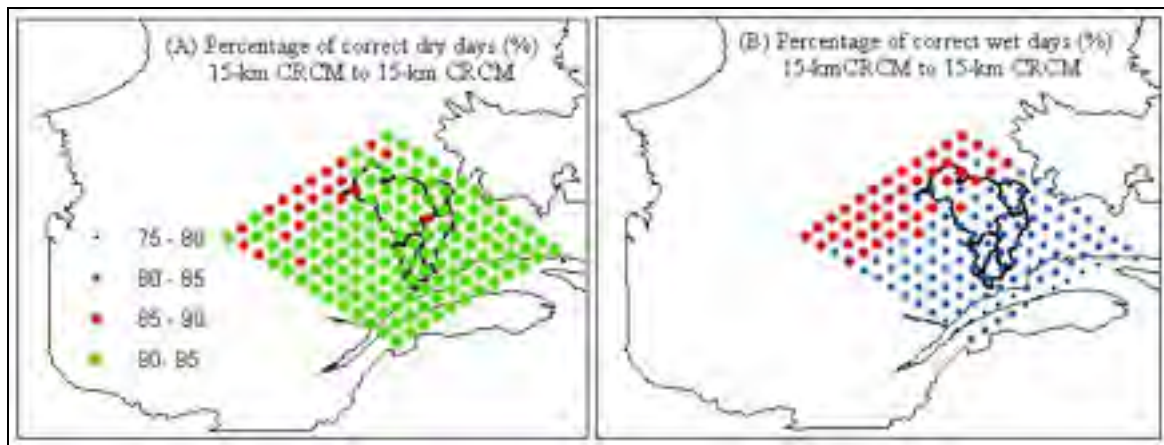 (A) Percentage of correct dry days (%)
15-km CRCM to 15-km CRCM
75 - 80
80 - 85
85 - 90
90 - 95
(B) Percentage of correct wet days (%)
15-kmCRCM to 15-km CRCM